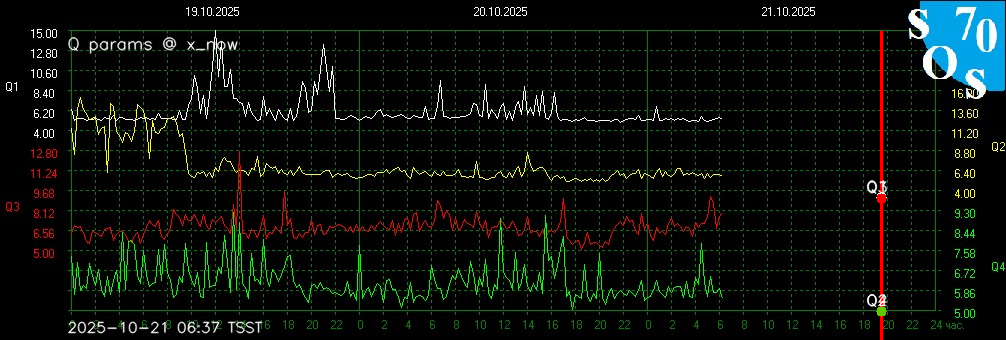 19.10.2025 20.10.2025 21.10.2025
S 70
O
S
Q params @ x_now
15.00
12.80
10.60
Q1 8.40
6.20
4.00
12.80
11.24
9.68
Q3 8.12
6.56
5.00
16.00
13.60
11.20
Q2
8.80
6.40
4.00
9.30
8.44
7.58
Q4
6.72
5.86
5.00
Q2
2025-10-21 06:37 TSST
16 18 20 22 0 2 4 6 8 10 12 14 16 18 20 22 0 2 4 6 8 10 12 14 16 18 20 22 24 час.